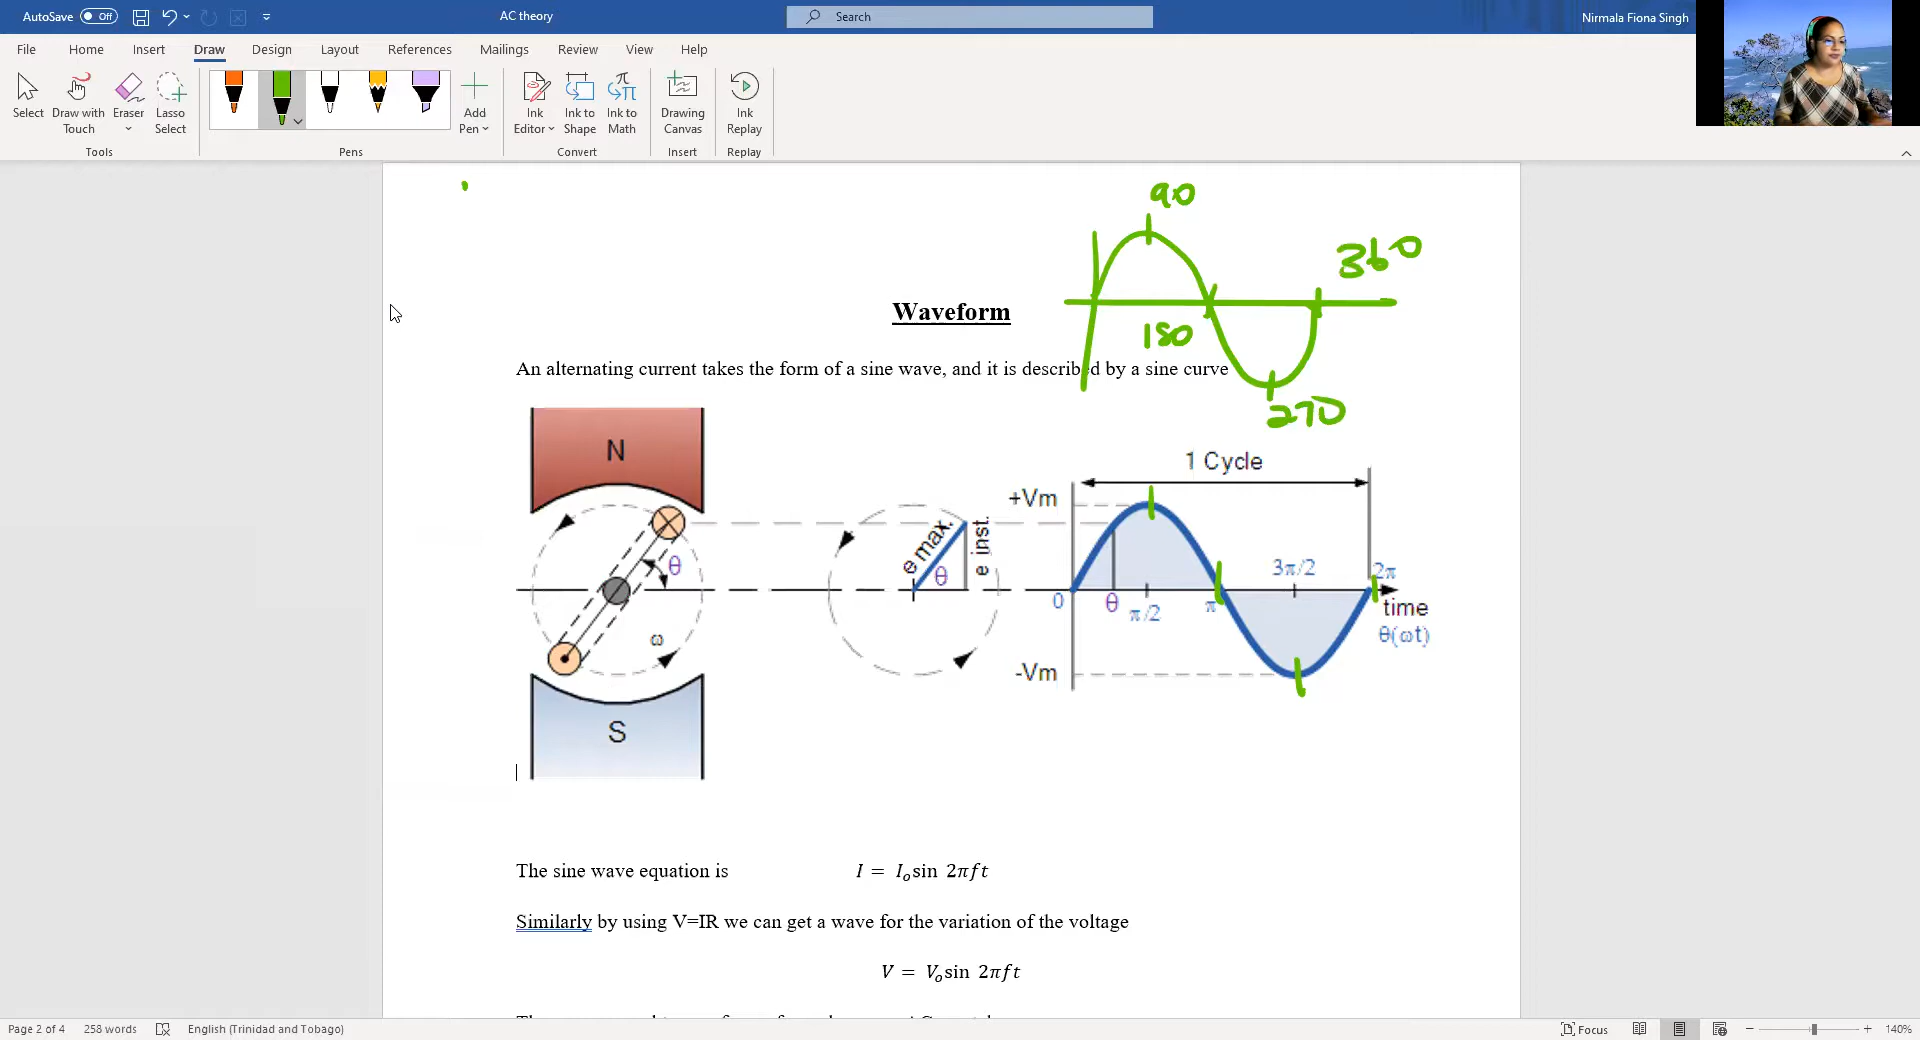 AutoSave Off
AC theory
Search
Nirmala Fiona Singh
File Home Insert Draw Design Layout References Mailings Review View Help
Select
Draw with Touch
Eraser
Lasso Select
Add Pen
Ink Editor
Ink to Shape
Ink to Math
Drawing Canvas
Ink Replay
Tools Pens Convert Insert Replay
90
360
180
270
Waveform
An alternating current takes the form of a sine wave, and it is described by a sine curve
N
θ
ω
S
e max.
θ
e inst.
1 Cycle
+Vm
-Vm
0
θ
π/2
π
3π/2
2π
time
θ(ωt)
The sine wave equation is I = Iₒsin 2πft
Similarly by using V=IR we can get a wave for the variation of the voltage
V = Vₒsin 2πft
Page 2 of 4 258 words English (Trinidad and Tobago) Focus 140%